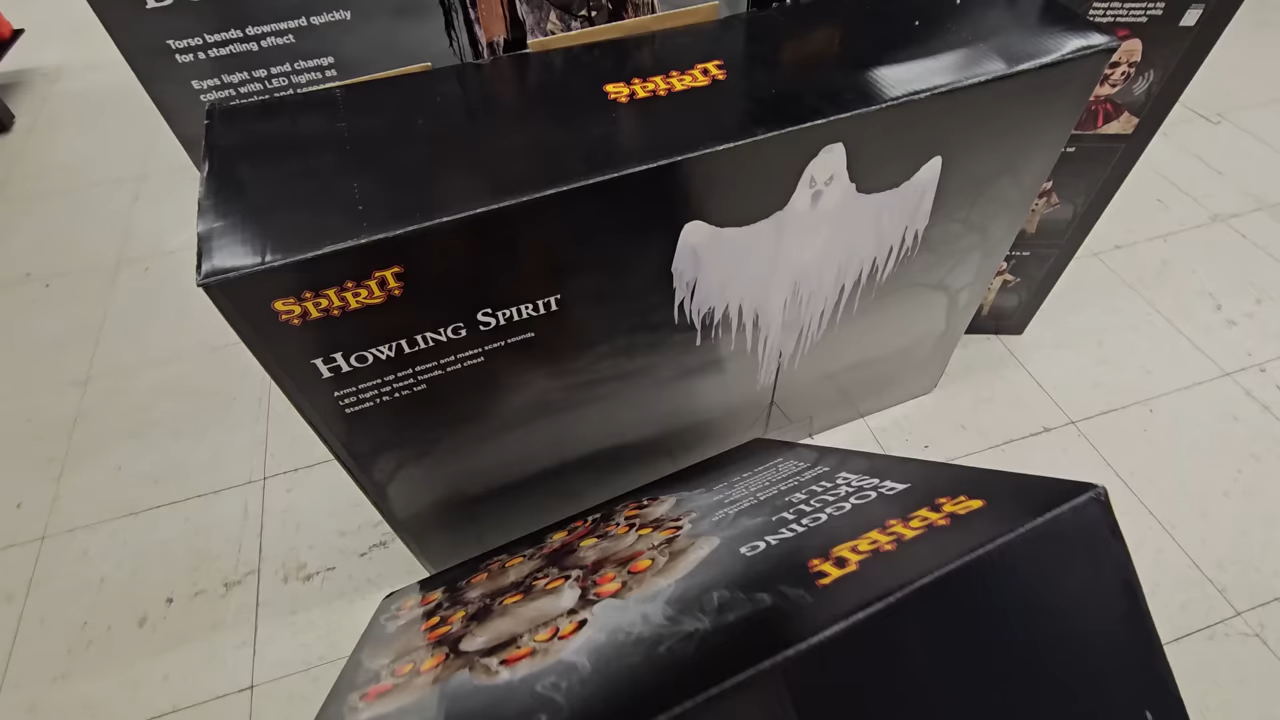 Torso bends downward quickly
for a startling effect
Eyes light up and change
colors with LED lights as
Head tilts upward as his
body quickly pops while
laughs maniacally
SPIRIT
SPIRIT
HOWLING SPIRIT
Arms move up and down and makes scary sounds
LED light up head, hands, and chest
Stands 7 ft. 4 in. tall
SPIRIT
FOGGING
SKULL
PILE